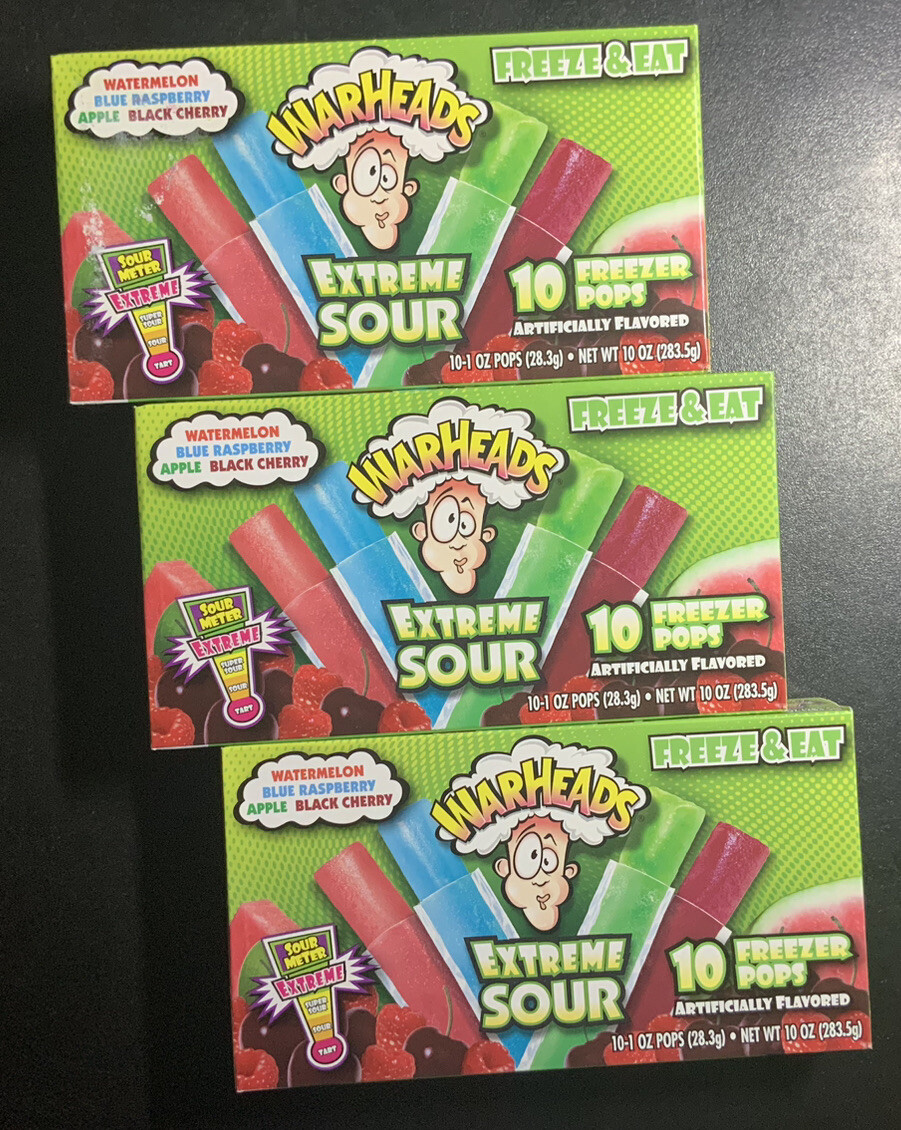 FREEZE & EAT
WATERMELON
BLUE RASPBERRY
APPLE BLACK CHERRY
WARHEADS
SOUR
METER
EXTREME
SUPER
SOUR
SOUR
TART
EXTREME
SOUR
10 FREEZER
POPS
ARTIFICIALLY FLAVORED
10-1 OZ POPS (28.3g) • NET WT 10 OZ (283.5g)
FREEZE & EAT
WATERMELON
BLUE RASPBERRY
APPLE BLACK CHERRY
WARHEADS
SOUR
METER
EXTREME
SUPER
SOUR
SOUR
TART
EXTREME
SOUR
10 FREEZER
POPS
ARTIFICIALLY FLAVORED
10-1 OZ POPS (28.3g) • NET WT 10 OZ (283.5g)
FREEZE & EAT
WATERMELON
BLUE RASPBERRY
APPLE BLACK CHERRY
WARHEADS
SOUR
METER
EXTREME
SUPER
SOUR
SOUR
TART
EXTREME
SOUR
10 FREEZER
POPS
ARTIFICIALLY FLAVORED
10-1 OZ POPS (28.3g) • NET WT 10 OZ (283.5g)